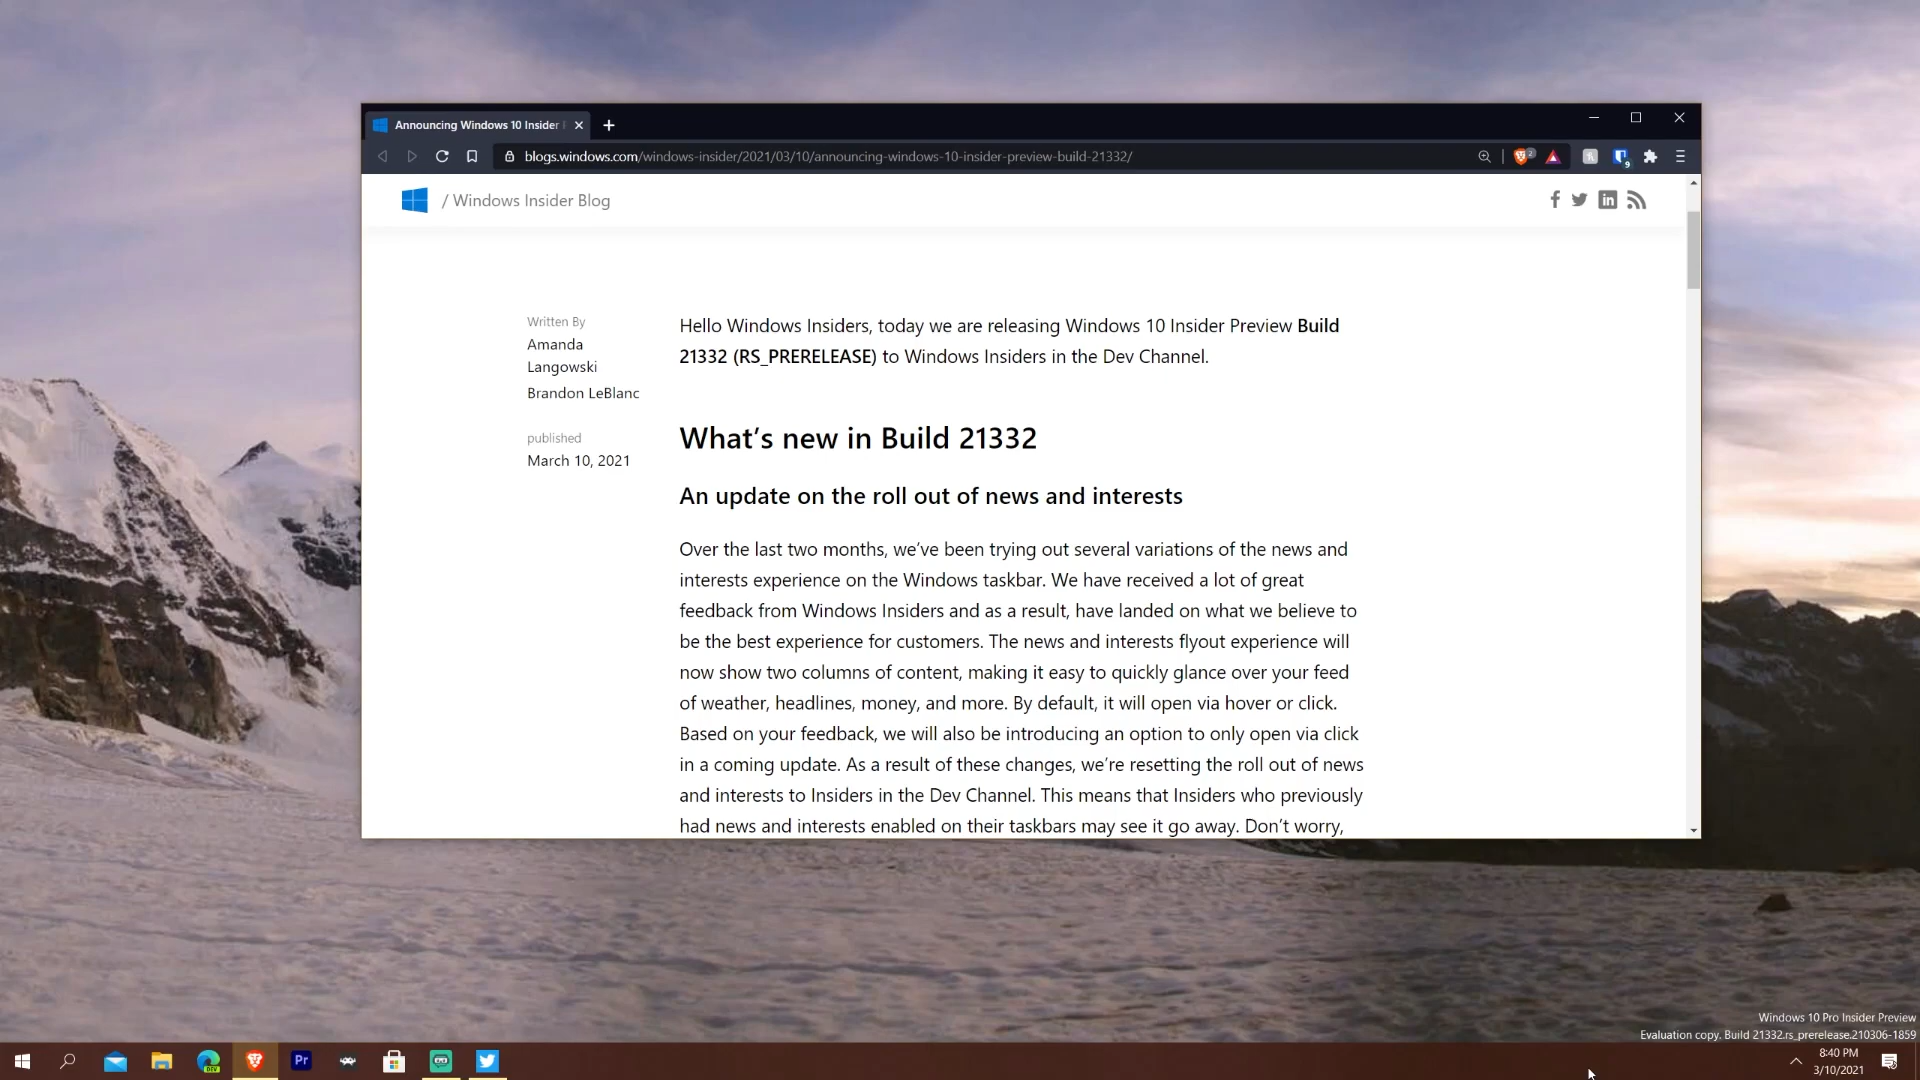 Announcing Windows 10 Insider
blogs.windows.com/windows-insider/2021/03/10/announcing-windows-10-insider-preview-build-21332/
2
9
/ Windows Insider Blog
Written By
Amanda
Langowski
Brandon LeBlanc
published
March 10, 2021
Hello Windows Insiders, today we are releasing Windows 10 Insider Preview Build
21332 (RS_PRERELEASE) to Windows Insiders in the Dev Channel.
What’s new in Build 21332
An update on the roll out of news and interests
Over the last two months, we’ve been trying out several variations of the news and
interests experience on the Windows taskbar. We have received a lot of great
feedback from Windows Insiders and as a result, have landed on what we believe to
be the best experience for customers. The news and interests flyout experience will
now show two columns of content, making it easy to quickly glance over your feed
of weather, headlines, money, and more. By default, it will open via hover or click.
Based on your feedback, we will also be introducing an option to only open via click
in a coming update. As a result of these changes, we’re resetting the roll out of news
and interests to Insiders in the Dev Channel. This means that Insiders who previously
had news and interests enabled on their taskbars may see it go away. Don’t worry,
Windows 10 Pro Insider Preview
Evaluation copy. Build 21332.rs_prerelease.210306-1859
DEV
Pr
8:40 PM
3/10/2021